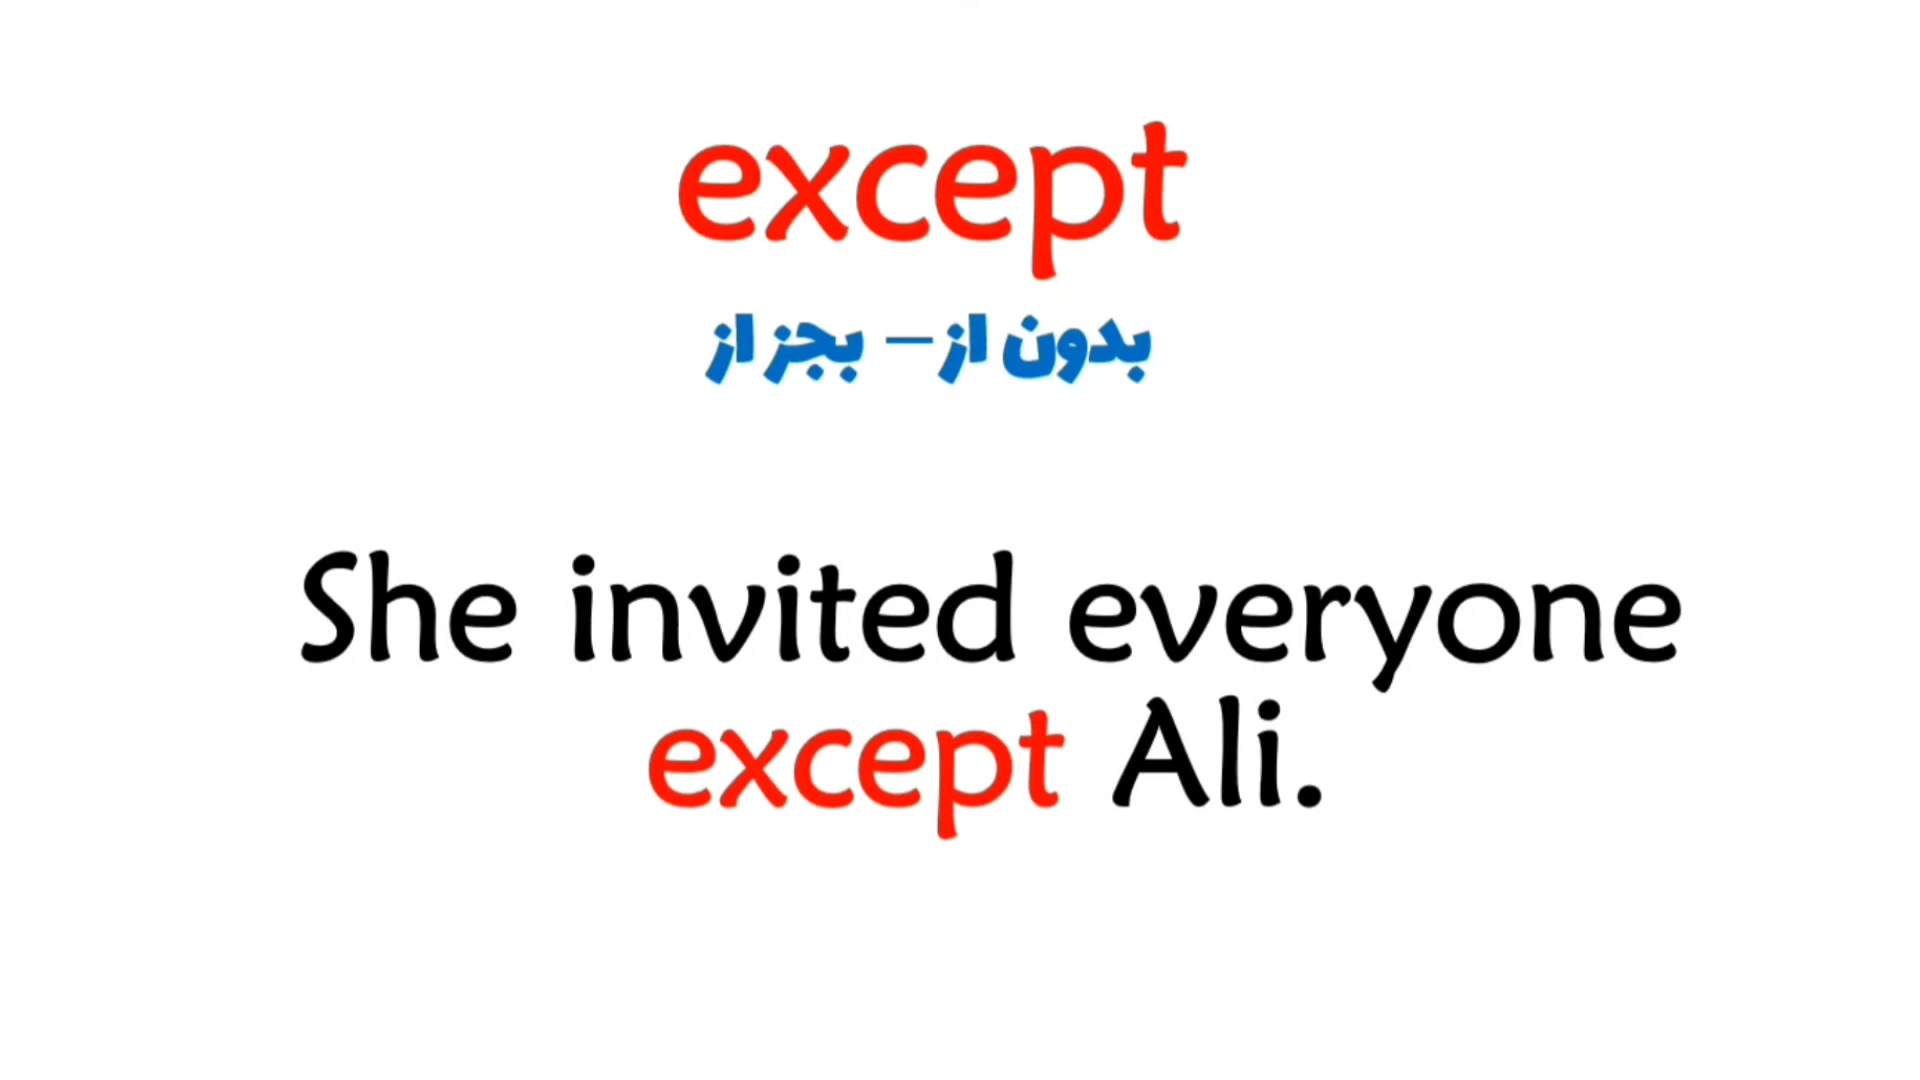 except
بدون از – بجز از
She invited everyone
except Ali.